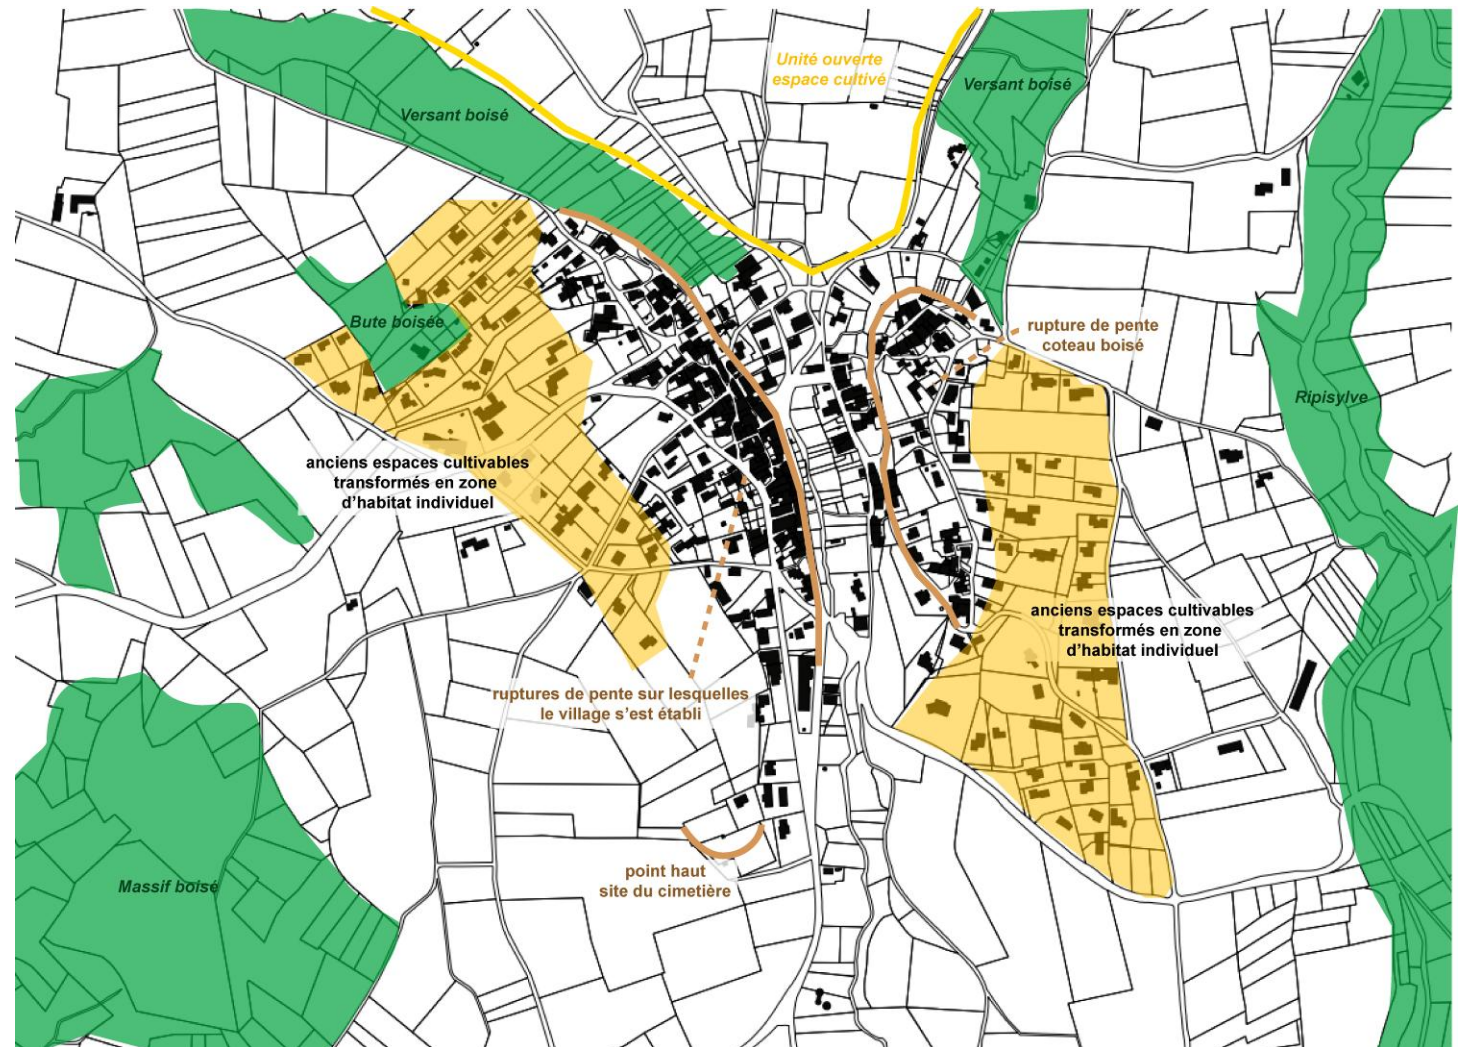 Unité ouverte
espace cultivé
Versant boisé
Versant boisé
Bute boisée
rupture de pente
coteau boisé
Ripisylve
anciens espaces cultivables
transformés en zone
d'habitat individuel
anciens espaces cultivables
transformés en zone
d'habitat individuel
ruptures de pente sur lesquelles
le village s'est établi
point haut
site du cimetière
Massif boisé